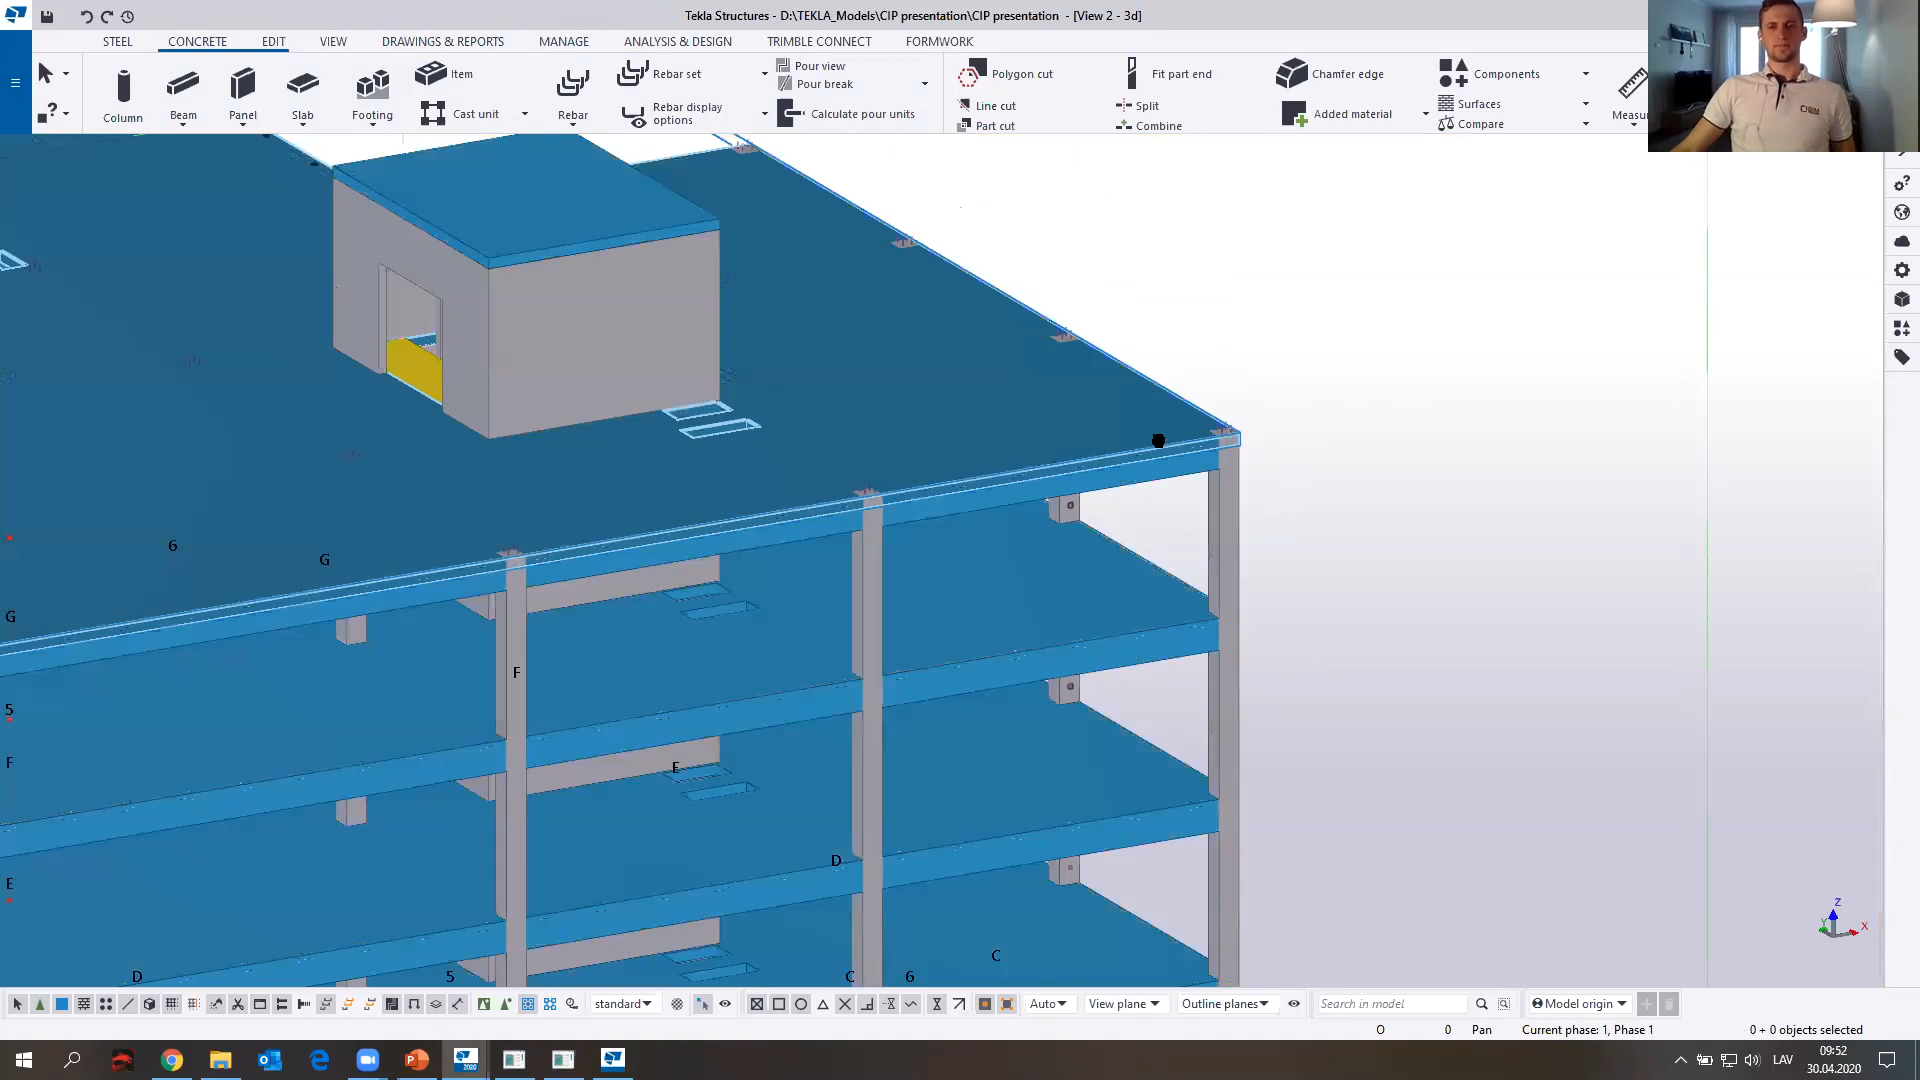 Tekla Structures - D:\TEKLA_Models\CIP presentation\CIP presentation - [View 2 - 3d]
STEEL CONCRETE EDIT VIEW DRAWINGS & REPORTS MANAGE ANALYSIS & DESIGN TRIMBLE CONNECT FORMWORK
Column
Beam
Panel
Slab
Footing
Item
Cast unit
Rebar
Rebar set
Rebar display
options
Pour view
Pour break
Calculate pour units
Polygon cut
Line cut
Part cut
Fit part end
Split
Combine
Chamfer edge
Added material
Components
Surfaces
Compare
6
G
G
F
5
F
E
E
D
D
5
C
6
C
Z
Y
X
standard
Auto
View plane
Outline planes
Search in model
Model origin
O 0 Pan Current phase: 1, Phase 1 0 + 0 objects selected
2020
LAV
09:52
30.04.2020